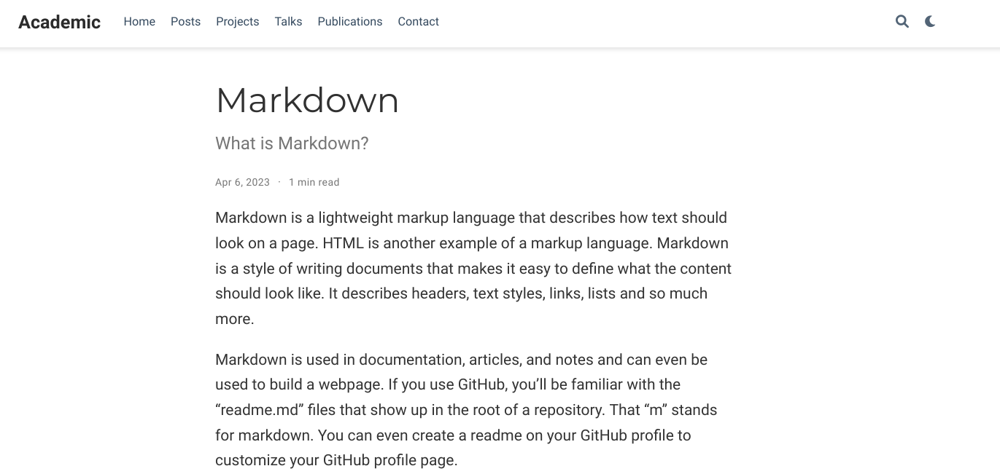 Academic Home Posts Projects Talks Publications Contact
Markdown
What is Markdown?
Apr 6, 2023 · 1 min read
Markdown is a lightweight markup language that describes how text should
look on a page. HTML is another example of a markup language. Markdown
is a style of writing documents that makes it easy to define what the content
should look like. It describes headers, text styles, links, lists and so much
more.
Markdown is used in documentation, articles, and notes and can even be
used to build a webpage. If you use GitHub, you’ll be familiar with the
“readme.md” files that show up in the root of a repository. That “m” stands
for markdown. You can even create a readme on your GitHub profile to
customize your GitHub profile page.